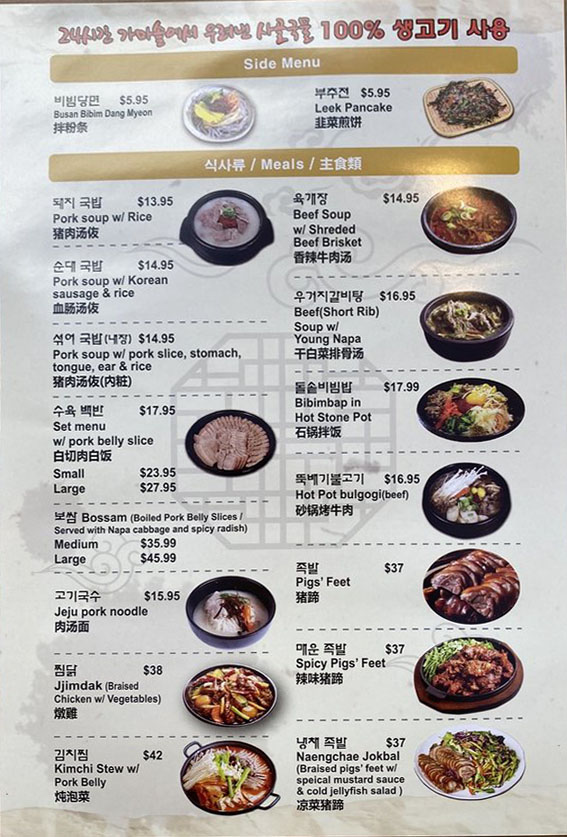 24시간 가마솥에서 우려낸 사골국물 100% 생고기 사용
Side Menu
비빔당면 $5.95
Busan Bibim Dang Myeon
拌粉条
부추전 $5.95
Leek Pancake
韭菜煎饼
식사류 / Meals / 主食類
돼지 국밥 $13.95
Pork soup w/ Rice
猪肉汤仮
순대 국밥 $14.95
Pork soup w/ Korean
sausage & rice
血肠汤仮
섞어 국밥(내장) $14.95
Pork soup w/ pork slice, stomach,
tongue, ear & rice
猪肉汤仮(内粧)
수육 백반 $17.95
Set menu
w/ pork belly slice
白切肉白饭
Small $23.95
Large $27.95
보쌈 Bossam (Boiled Pork Belly Slices /
Served with Napa cabbage and spicy radish)
Medium $35.99
Large $45.99
고기국수 $15.95
Jeju pork noodle
肉汤面
찜닭 $38
Jjimdak (Braised
Chicken w/ Vegetables)
燉雞
김치찜 $42
Kimchi Stew w/
Pork Belly
炖泡菜
육개장 $14.95
Beef Soup
w/ Shreded
Beef Brisket
香辣牛肉汤
우거지갈비탕 $16.95
Beef(Short Rib)
Soup w/
Young Napa
干白菜排骨汤
돌솥비빔밥 $17.99
Bibimbap in
Hot Stone Pot
石锅拌饭
뚝배기불고기 $16.95
Hot Pot bulgogi(beef)
砂锅烤牛肉
족발 $37
Pigs' Feet
猪蹄
매운 족발 $37
Spicy Pigs' Feet
辣味猪蹄
냉채 족발 $37
Naengchae Jokbal
(Braised pigs' feet w/
speical mustard sauce
& cold jellyfish salad )
凉菜猪蹄